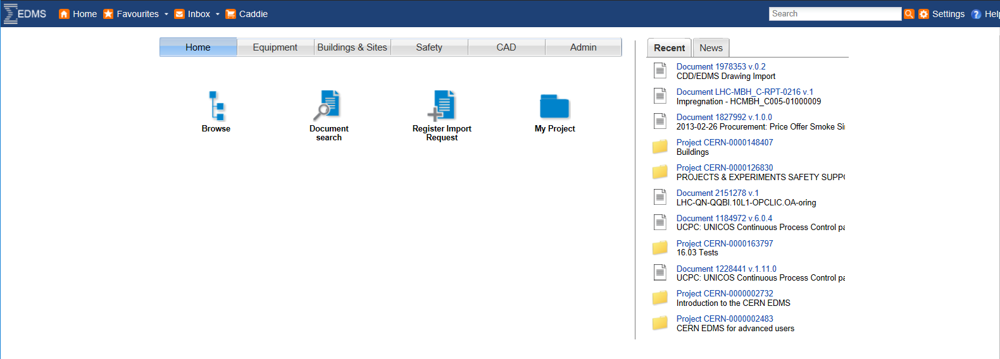 EDMS Home Favourites Inbox Caddie Search Settings Help
Home Equipment Buildings & Sites Safety CAD Admin
Browse
Document
search
Register Import
Request
My Project
Recent News
Document 1978353 v.0.2
CDD/EDMS Drawing Import
Document LHC-MBH_C-RPT-0216 v.1
Impregnation - HCMBH_C005-01000009
Document 1827992 v.1.0.0
2013-02-26 Procurement: Price Offer Smoke Si
Project CERN-0000148407
Buildings
Project CERN-0000126830
PROJECTS & EXPERIMENTS SAFETY SUPPO
Document 2151278 v.1
LHC-QN-QQBI.10L1-OPCLIC.OA-oring
Document 1184972 v.6.0.4
UCPC: UNICOS Continuous Process Control pa
Project CERN-0000163797
16.03 Tests
Document 1228441 v.1.11.0
UCPC: UNICOS Continuous Process Control pa
Project CERN-0000002732
Introduction to the CERN EDMS
Project CERN-0000002483
CERN EDMS for advanced users